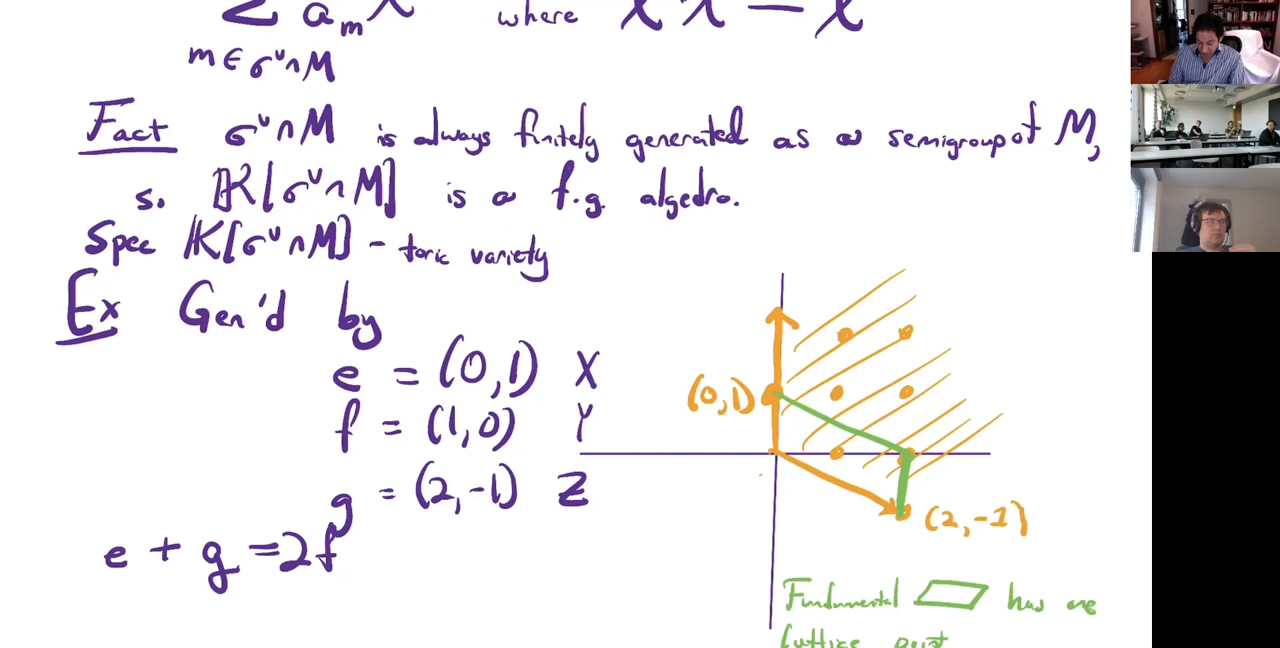 Σ aₘ χ where χ χ = χ
m ∈ σ^∨ ∩ M
Fact σ^∨ ∩ M is always finitely generated as a semigroup of M,
so 𝕂[σ^∨ ∩ M] is a f.g. algebra.
Spec 𝕂[σ^∨ ∩ M] - toric variety
Ex Gen'd by
e = (0,1) X
f = (1,0) Y
g = (2,-1) Z
e + g = 2f
(0,1)
(2,-1)
Fundamental has one
lattice point